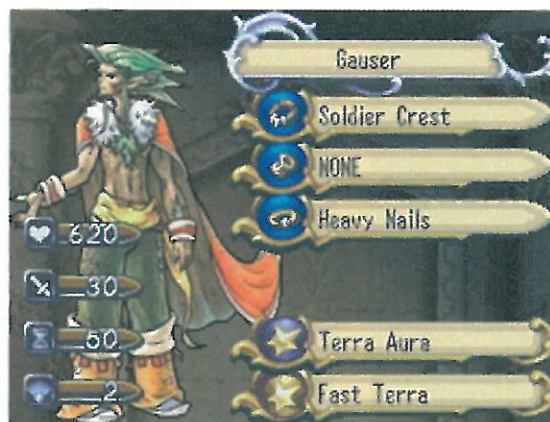 Gauser
Soldier Crest
NONE
Heavy Nails
620
30
50
2
Terra Aura
Fast Terra